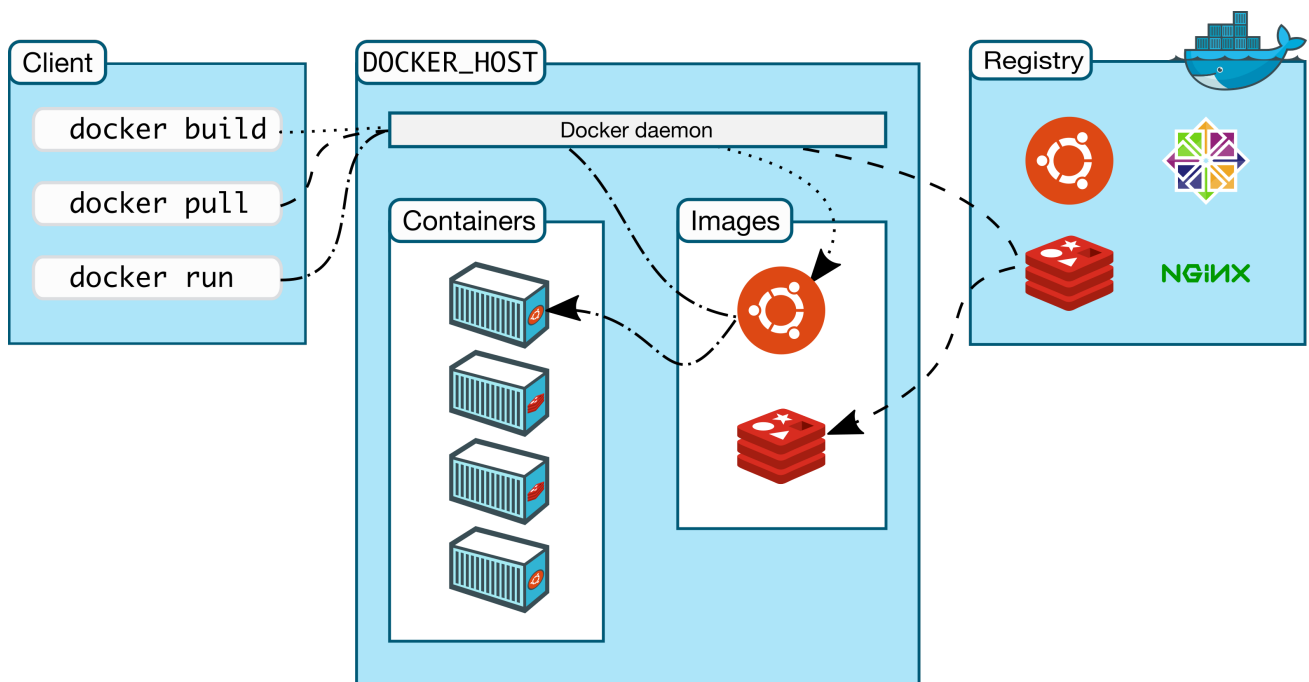 Client
docker build
docker pull
docker run
DOCKER_HOST
Docker daemon
Containers
Images
Registry
NGiNX